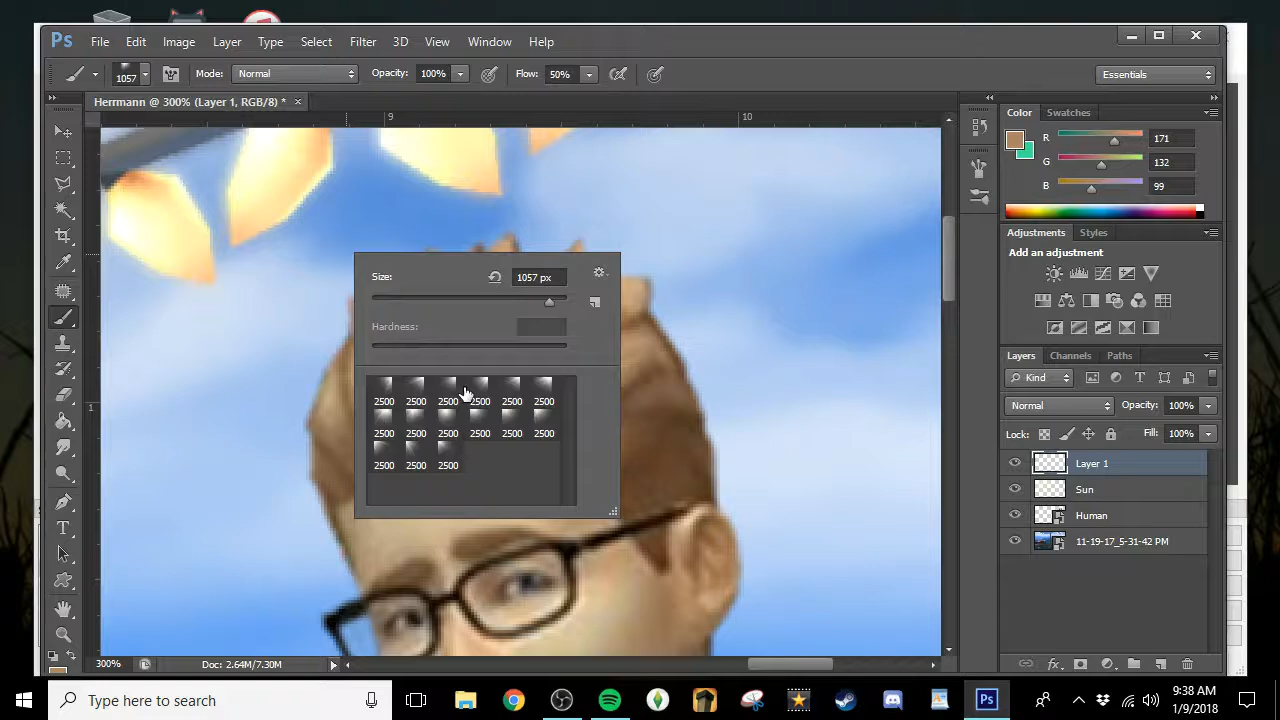 Ps File Edit Image Layer Type Select Filter 3D View Window Help
1057 Mode: Normal Opacity: 100% Flow: 50% Essentials
Herrmann @ 300% (Layer 1, RGB/8) *
9 10
1
Size: 1057 px
Hardness:
2500 2500 2500 2500 2500 2500
2500 2500 2500 2500 2500 2500
2500 2500 2500
Color Swatches
R 171
G 132
B 99
Adjustments Styles
Add an adjustment
Layers Channels Paths
Kind
Normal Opacity: 100%
Lock: Fill: 100%
Layer 1
Sun
Human
11-19-17_5-31-42 PM
300% Doc: 2.64M/7.30M
Type here to search
Ps
9:38 AM
1/9/2018